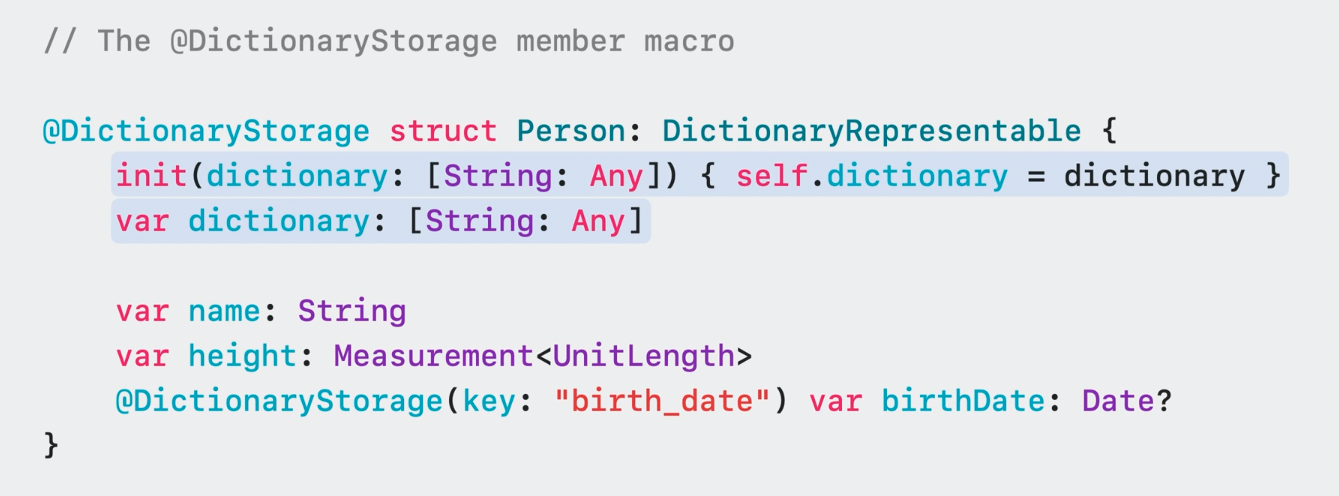 // The @DictionaryStorage member macro
@DictionaryStorage struct Person: DictionaryRepresentable {
    init(dictionary: [String: Any]) { self.dictionary = dictionary }
    var dictionary: [String: Any]
    var name: String
    var height: Measurement<UnitLength>
    @DictionaryStorage(key: "birth_date") var birthDate: Date?
}